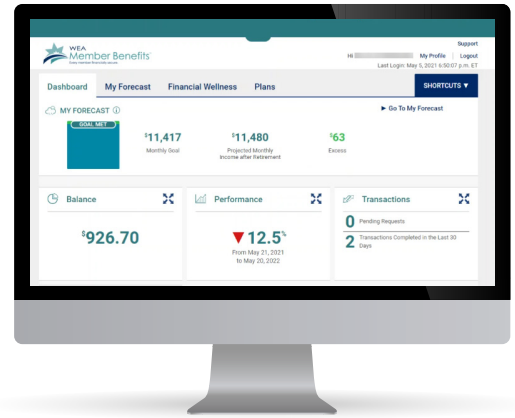 Support
WEA
Member Benefits
Hi My Profile Logout
Last Login: May 5, 2021 6:50:07 p.m. ET
Dashboard My Forecast Financial Wellness Plans SHORTCUTS ▼
MY FORECAST ⓘ ► Go To My Forecast
GOAL MET
$11,417 $11,480 $63
Monthly Goal Projected Monthly Excess
Income after Retirement
Balance Performance Transactions
0 Pending Requests
$926.70 ▼ 12.5%
2 Transactions Completed in the Last 30
Days
From May 21, 2021
to May 20, 2022